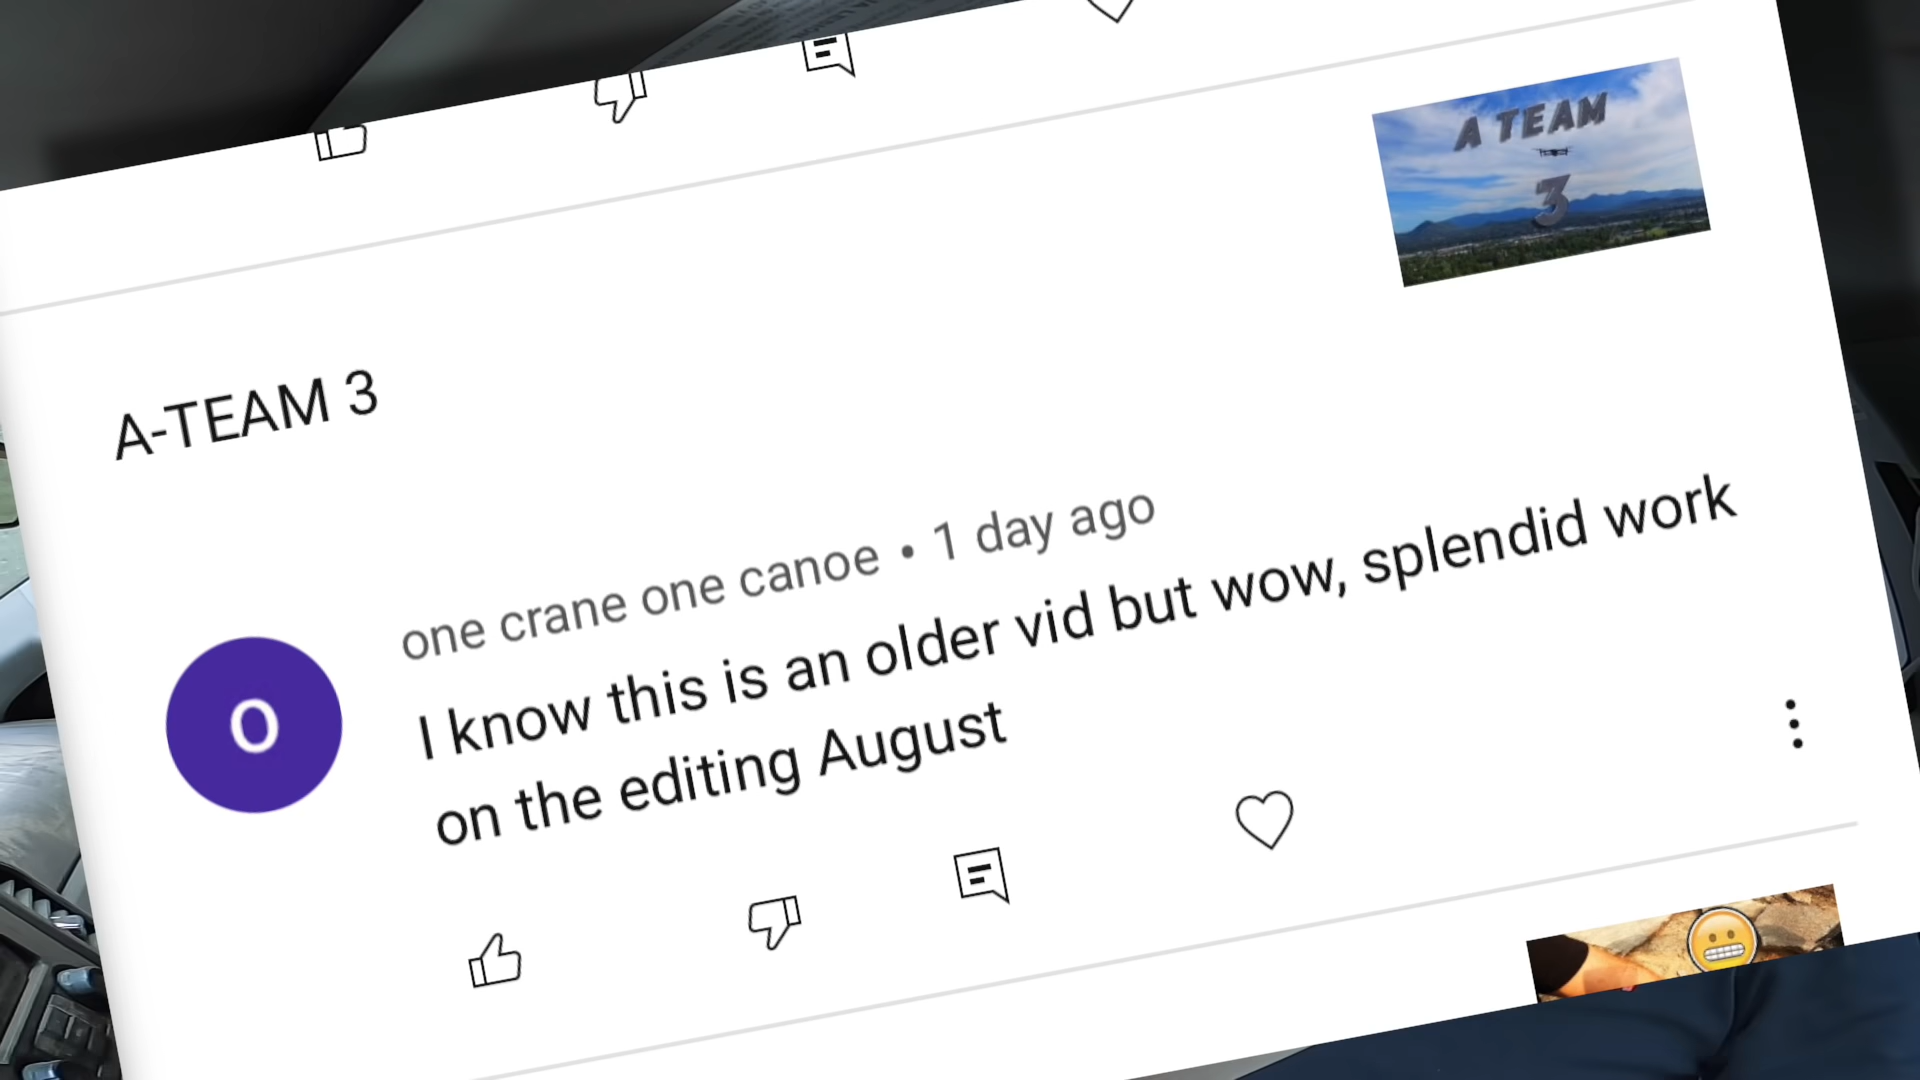 A TEAM
3
A-TEAM 3
one crane one canoe • 1 day ago
O
I know this is an older vid but wow, splendid work
on the editing August